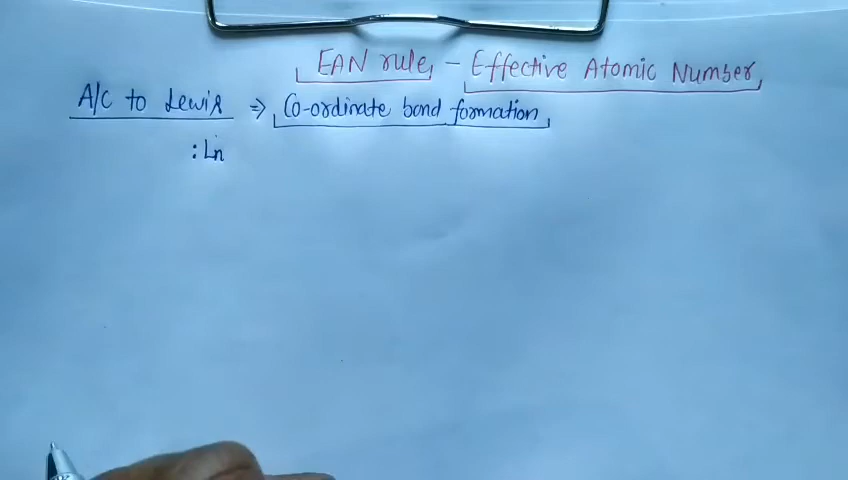 EAN rule, - Effective Atomic Number,
A/C to Lewis => Co-ordinate bond formation,
:Ln